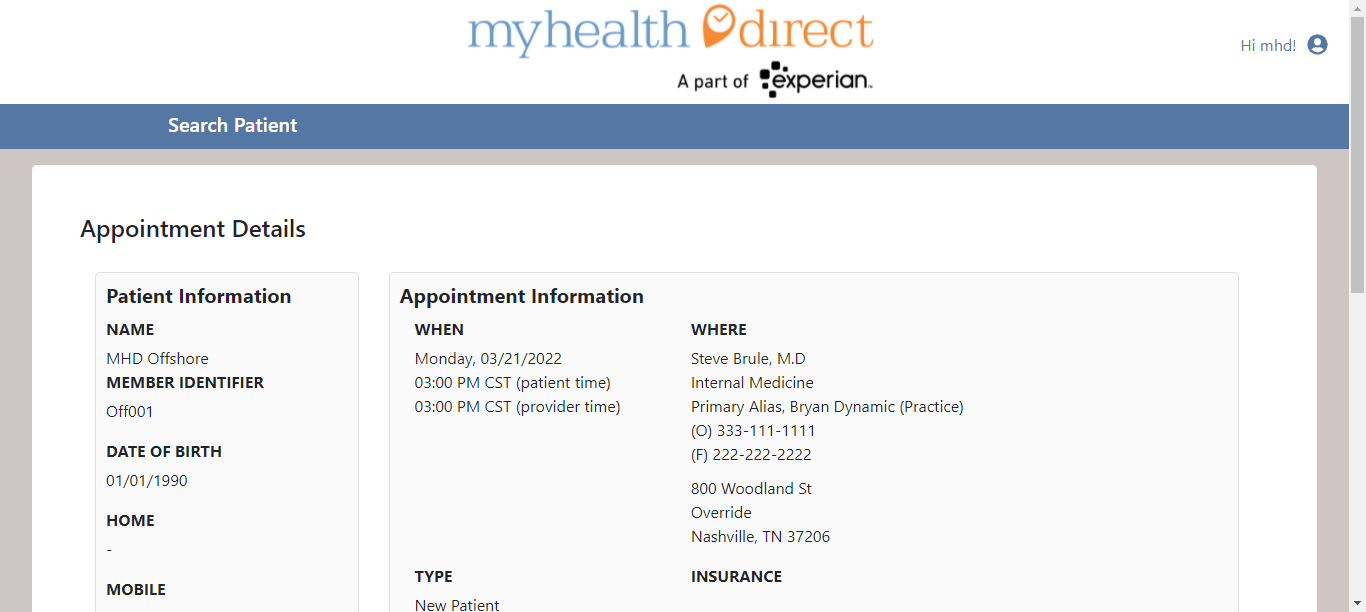 myhealth direct
A part of experian.
Hi mhd!
Search Patient
Appointment Details
Patient Information
NAME
MHD Offshore
MEMBER IDENTIFIER
Off001
DATE OF BIRTH
01/01/1990
HOME
-
MOBILE
Appointment Information
WHEN
Monday, 03/21/2022
03:00 PM CST (patient time)
03:00 PM CST (provider time)
WHERE
Steve Brule, M.D
Internal Medicine
Primary Alias, Bryan Dynamic (Practice)
(O) 333-111-1111
(F) 222-222-2222
800 Woodland St
Override
Nashville, TN 37206
TYPE
New Patient
INSURANCE